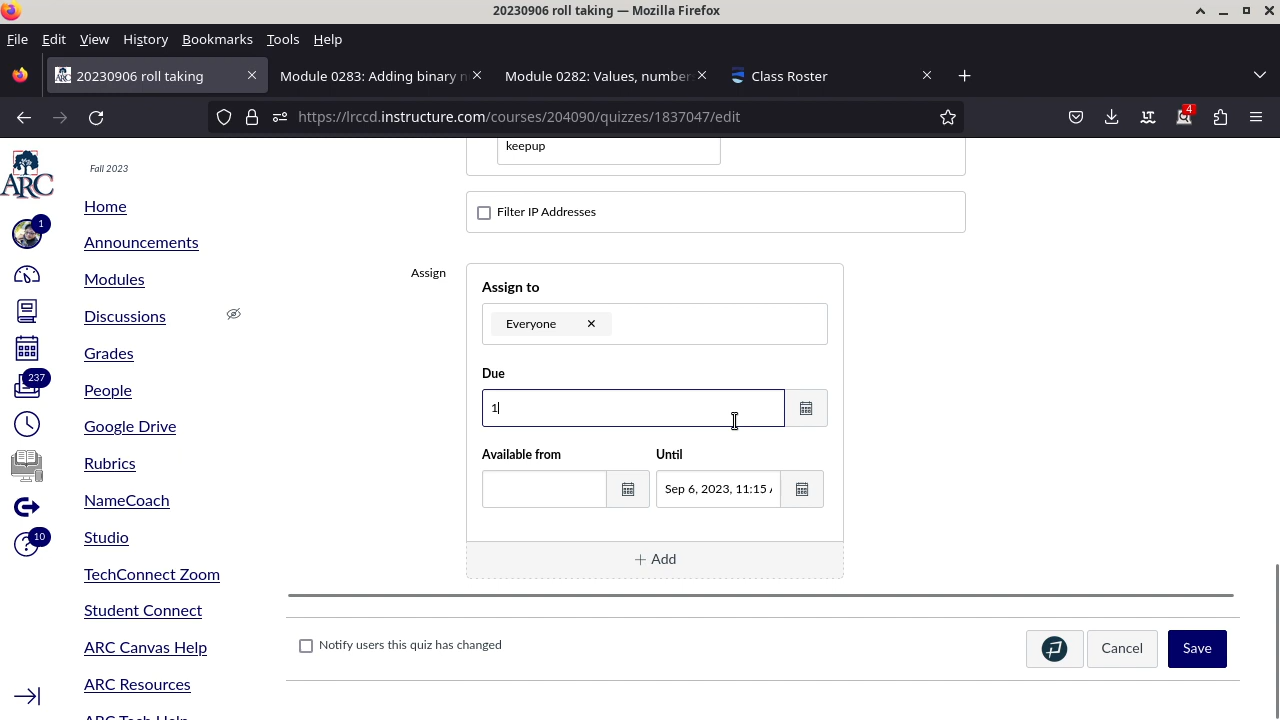 20230906 roll taking — Mozilla Firefox
File Edit View History Bookmarks Tools Help
20230906 roll taking
Module 0283: Adding binary n
Module 0282: Values, number
Class Roster
https://lrccd.instructure.com/courses/204090/quizzes/1837047/edit
4
ARC
Fall 2023
1
237
10
Home
Announcements
Modules
Discussions
Grades
People
Google Drive
Rubrics
NameCoach
Studio
TechConnect Zoom
Student Connect
ARC Canvas Help
ARC Resources
ARC Tech Help
keepup
Filter IP Addresses
Assign
Assign to
Everyone
Due
1
Available from
Until
Sep 6, 2023, 11:15
+ Add
Notify users this quiz has changed
Cancel
Save